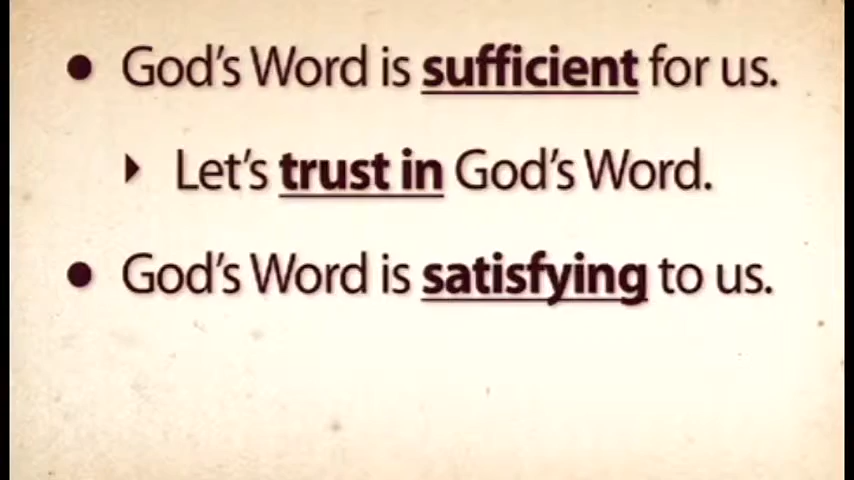 • God's Word is sufficient for us.
‣ Let's trust in God's Word.
• God's Word is satisfying to us.